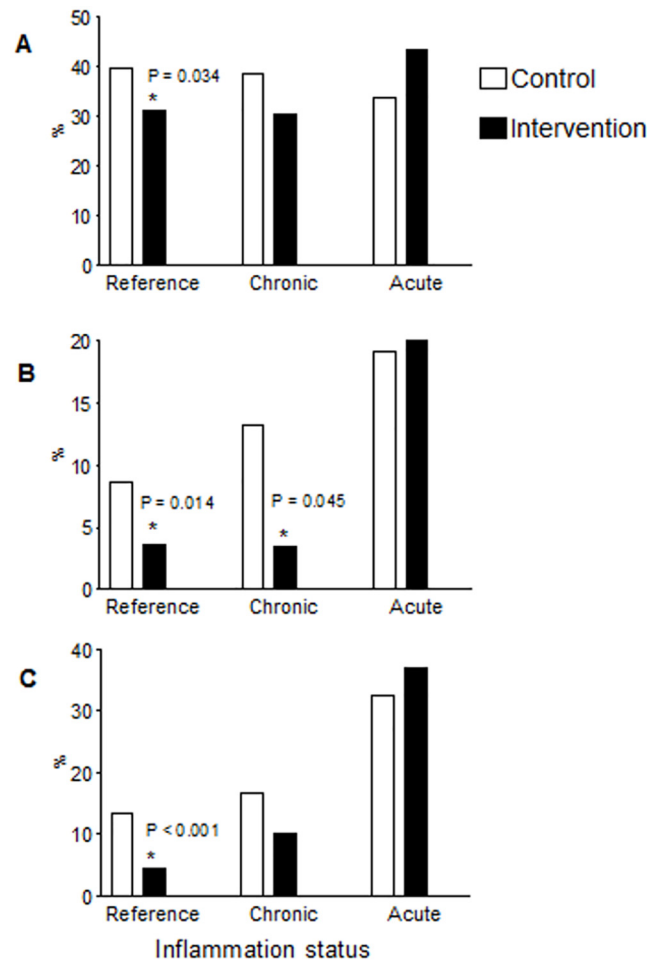 A
50
40
30
20
10
0
%
P = 0.034
*
Reference Chronic Acute
Control
Intervention
B
20
15
10
5
0
%
P = 0.014
*
P = 0.045
*
Reference Chronic Acute
C
40
30
20
10
0
%
P < 0.001
*
Reference Chronic Acute
Inflammation status